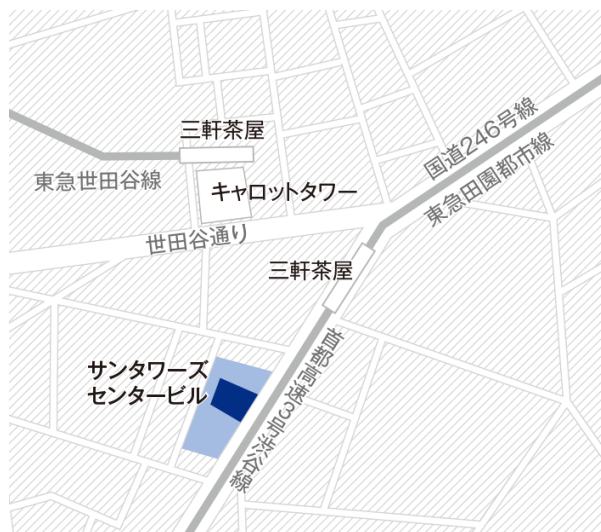 三軒茶屋
東急世田谷線
キャロットタワー
国道246号線
東急田園都市線
世田谷通り
三軒茶屋
サンタワーズ
センタービル
首都高速3号渋谷線